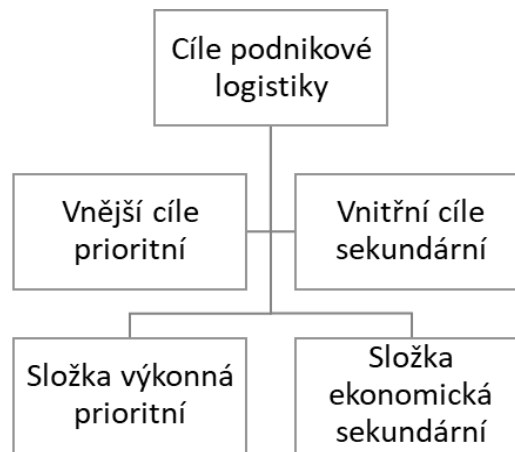 Cíle podnikové
logistiky
Vnější cíle
prioritní
Vnitřní cíle
sekundární
Složka výkonná
prioritní
Složka
ekonomická
sekundární